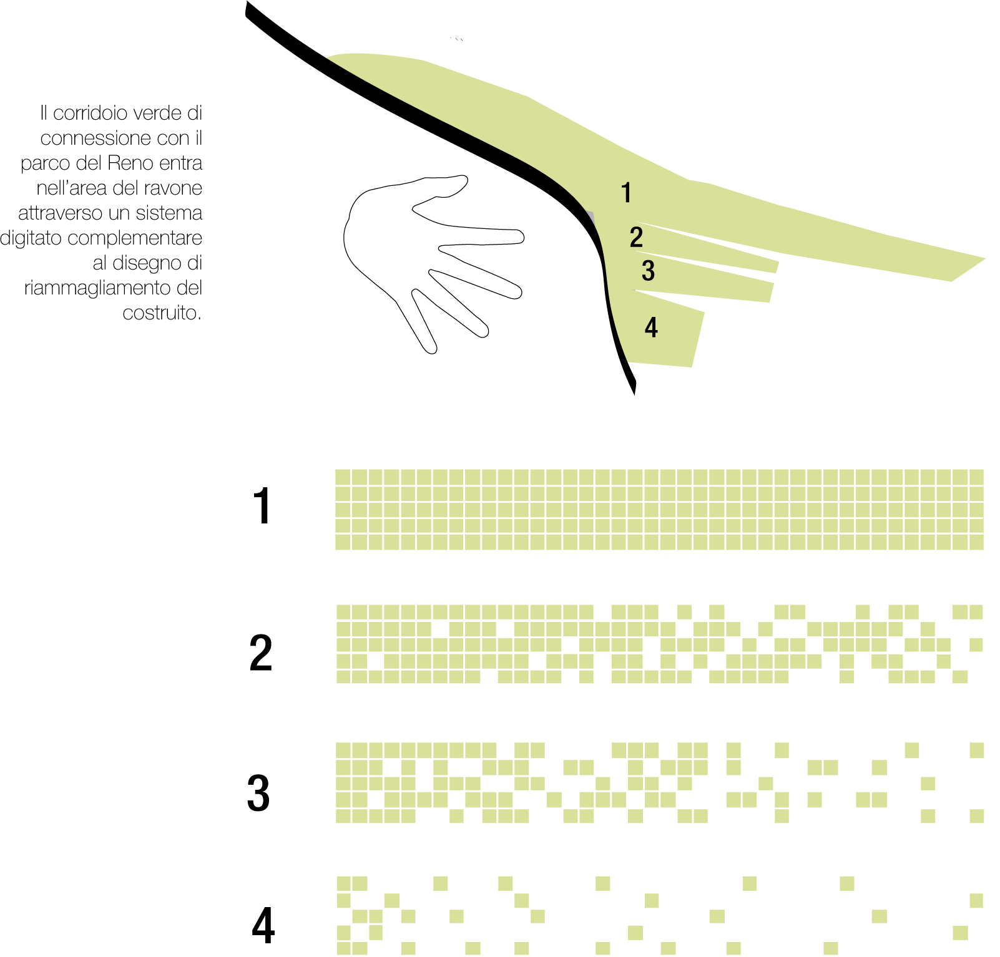 Il corridoio verde di
connessione con il
parco del Reno entra
nell'area del ravone
attraverso un sistema
digitato complementare
al disegno di
riammagliamento del
costruito.
1
2
3
4
1
2
3
4